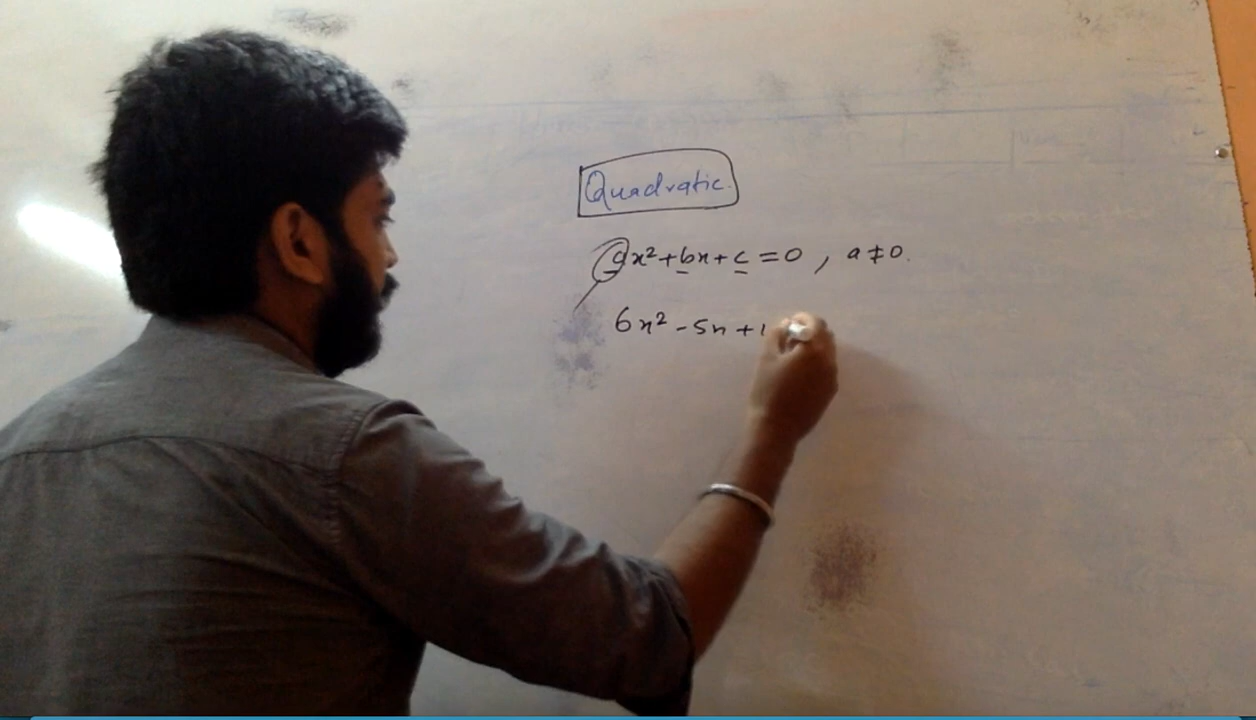 Quadratic.
ax²+bx+c=0, a≠0.
6x²-5x+1